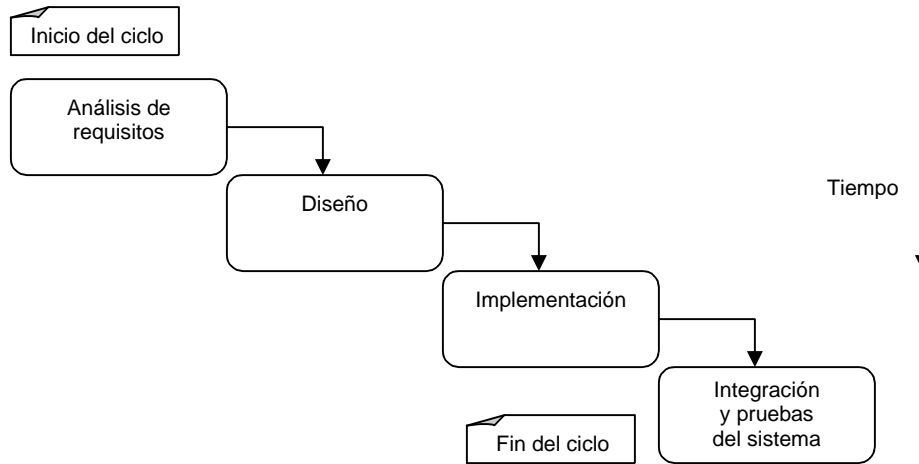 Inicio del ciclo
Análisis de
requisitos
Diseño
Tiempo
Implementación
Integración
y pruebas
del sistema
Fin del ciclo